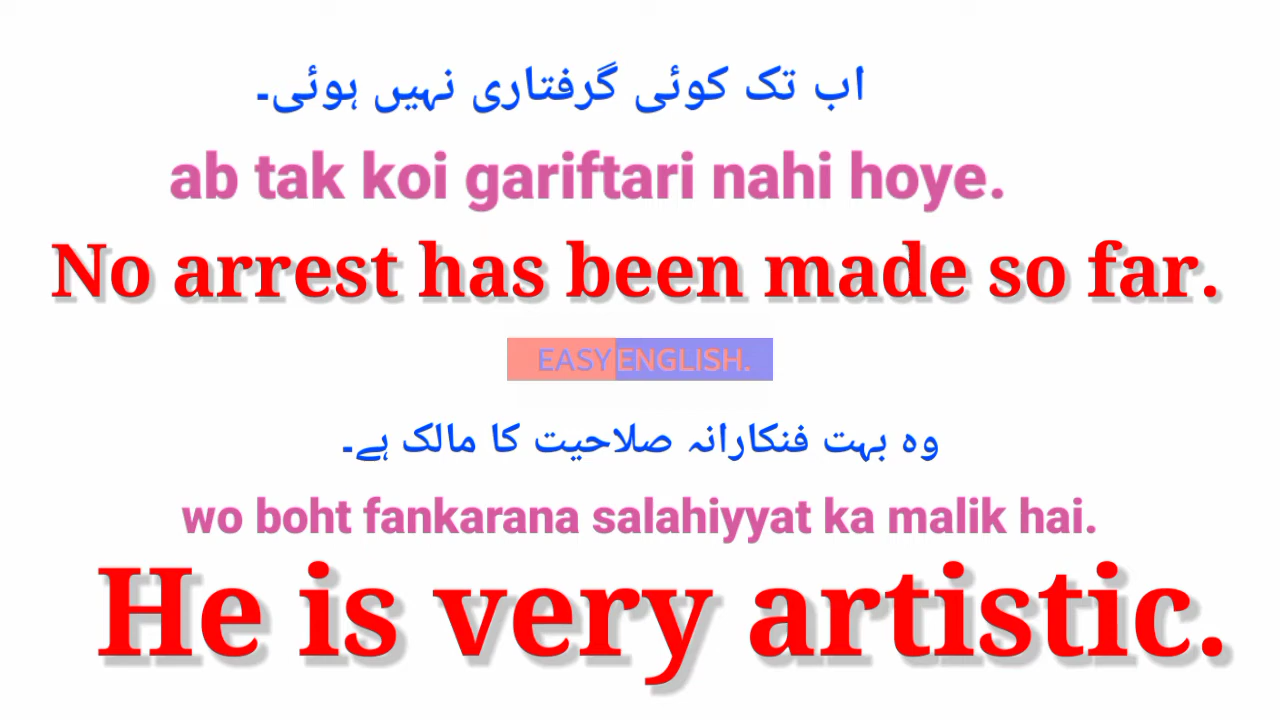 اب تک کوئی گرفتاری نہیں ہوئی۔
ab tak koi gariftari nahi hoye.
No arrest has been made so far.
EASY ENGLISH.
وہ بہت فنکارانہ صلاحیت کا مالک ہے۔
wo boht fankarana salahiyyat ka malik hai.
He is very artistic.